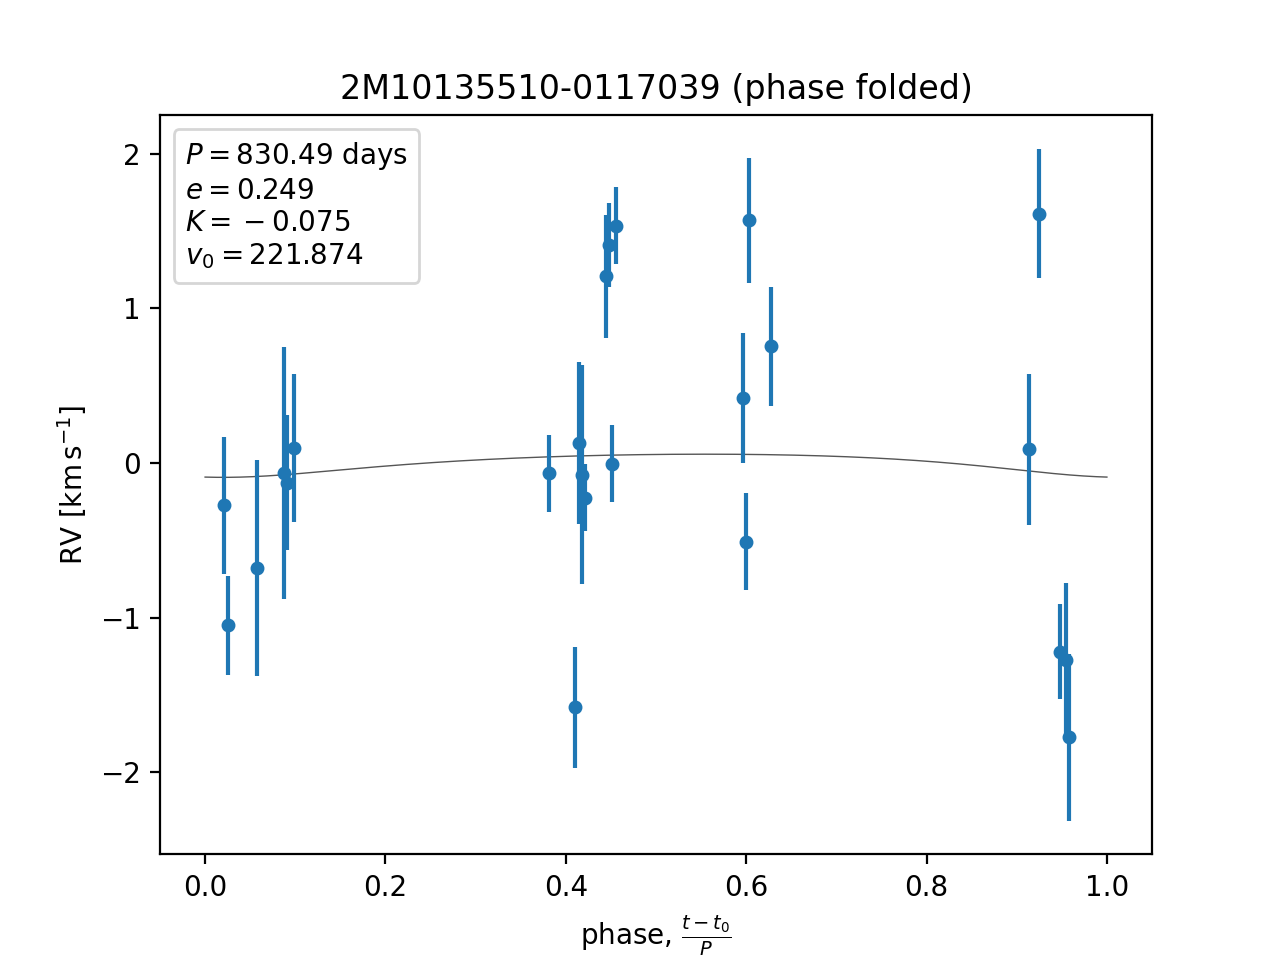 2M10135510-0117039 (phase folded)
P = 830.49 days
e = 0.249
K = −0.075
v₀ = 221.874
2
1
0
−1
−2
RV [km s⁻¹]
0.0 0.2 0.4 0.6 0.8 1.0
phase, (t − t₀)/P